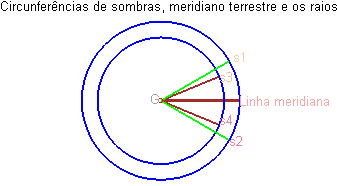 Circunferências de sombras, meridiano terrestre e os raios
s1
s3
G
Linha meridiana
s4
s2